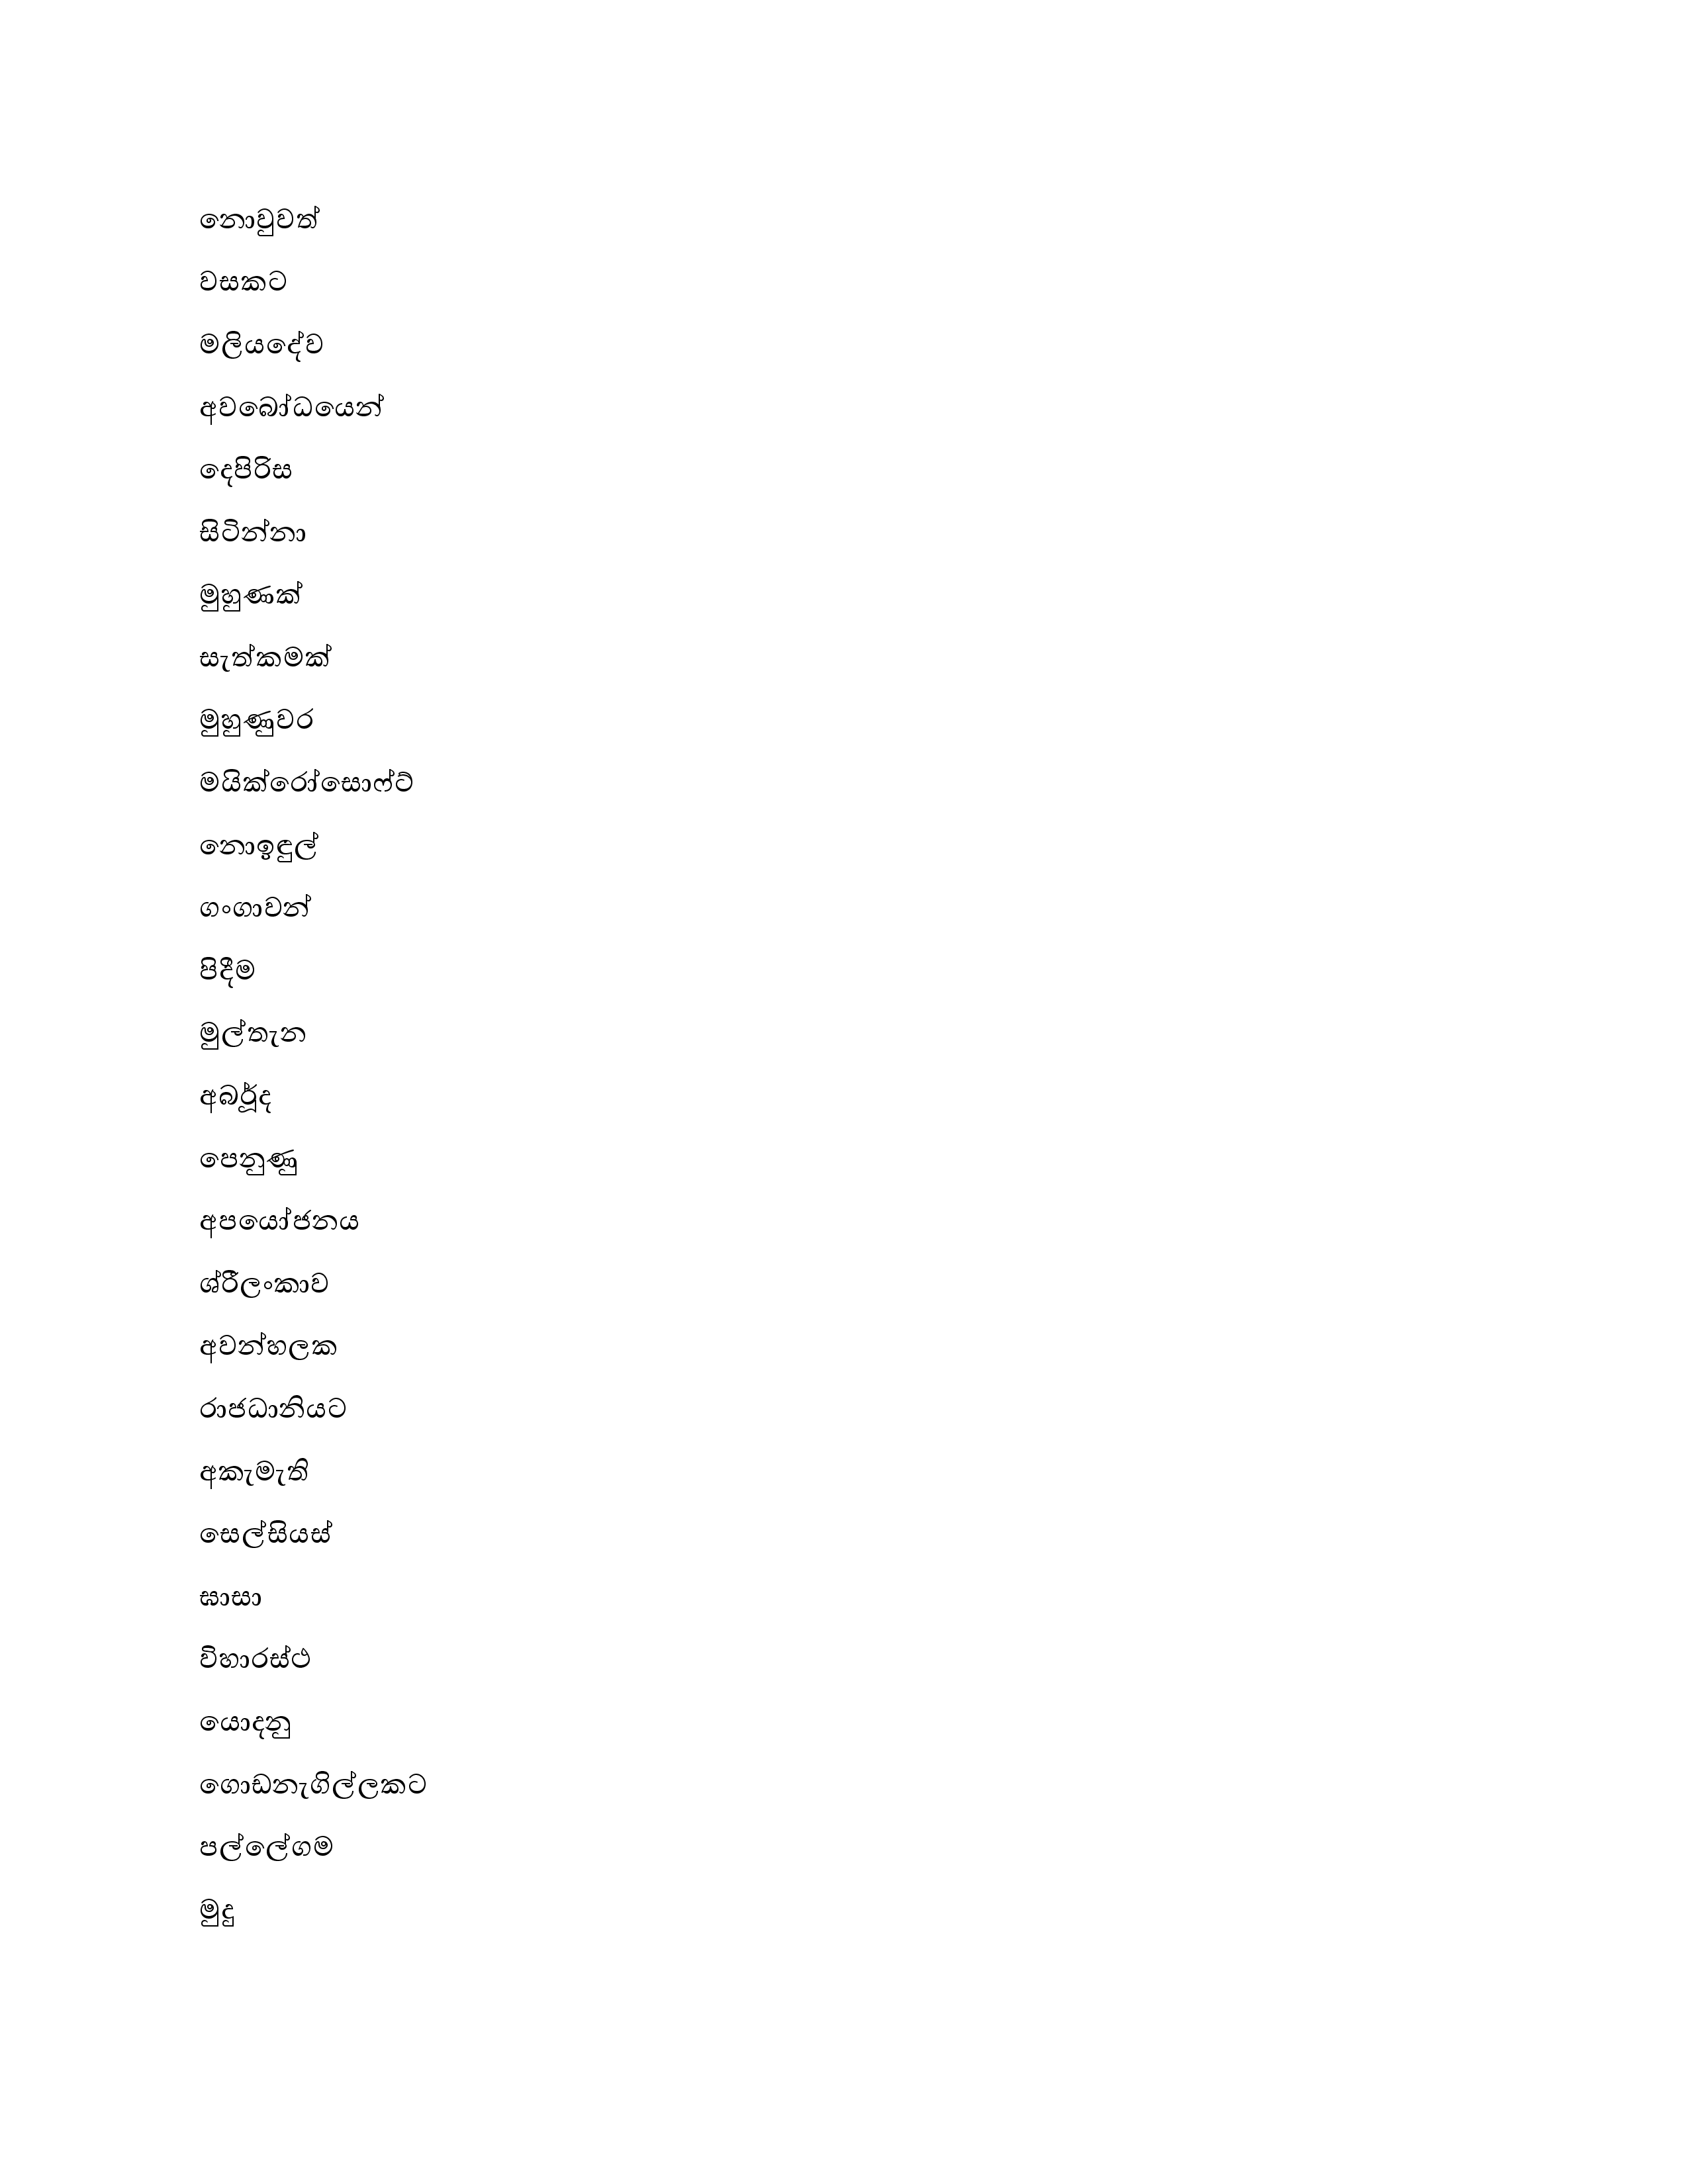 නොවුවත්
වසකට
මලියදේව
අවබෝධයෙන්
දෙපිරිස
සිටින්නා
මුහුණක්
සැත්කමක්
මුහුණුවර
මයික්රෝසොෆ්ට්
නොඉඳුල්
ගංගාවන්
පිදීම
මුල්තැන
අර්බූද
පෙනුණු
අපයෝජනය
ශ්රීලංකාව
අවන්හලක
රාජධානියට
අකැමැති
සෙල්සියස්
ඝාසා
විහාරස්ථ
යොදනු
ගොඩනැගිල්ලකට
පල්ලේගම
මුදු